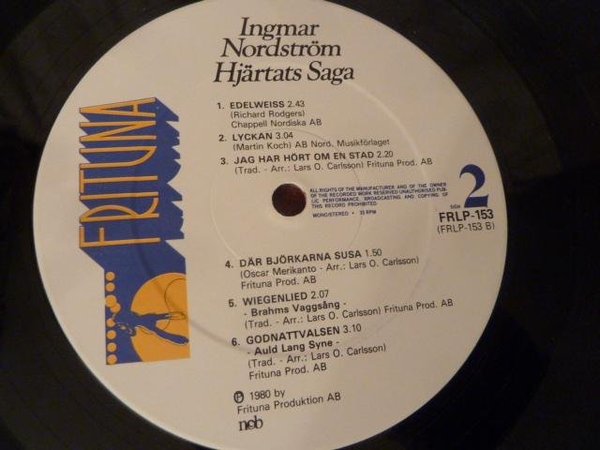 Ingmar
Nordström
Hjärtats Saga
1. EDELWEISS 2.43
(Richard Rodgers)
Chappell Nordiska AB
2. LYCKAN 3.04
(Martin Koch) AB Nord. Musikförlaget
3. JAG HAR HÖRT OM EN STAD 2.20
(Trad. - Arr.: Lars O. Carlsson) Frituna Prod. AB
FRITUNA
ALL RIGHTS OF THE MANUFACTURER AND OF THE OWNER
OF THE RECORDED WORK RESERVED UNAUTHORISED PUB-
LIC PERFORMANCE, BROADCASTING AND COPYING OF
THIS RECORD PROHIBITED
MONO/STEREO • 33 RPM
SIDA 2
FRLP-153
(FRLP-153 B)
4. DÄR BJÖRKARNA SUSA 1.50
(Oscar Merikanto - Arr.: Lars O. Carlsson)
Frituna Prod. AB
5. WIEGENLIED 2.07
- Brahms Vaggsång -
(Trad. - Arr.: Lars O. Carlsson) Frituna Prod. AB
6. GODNATTVALSEN 3.10
- Auld Lang Syne -
(Trad. - Arr.: Lars O. Carlsson)
Frituna Prod. AB
Ⓟ 1980 by
Frituna Produktion AB
ncb